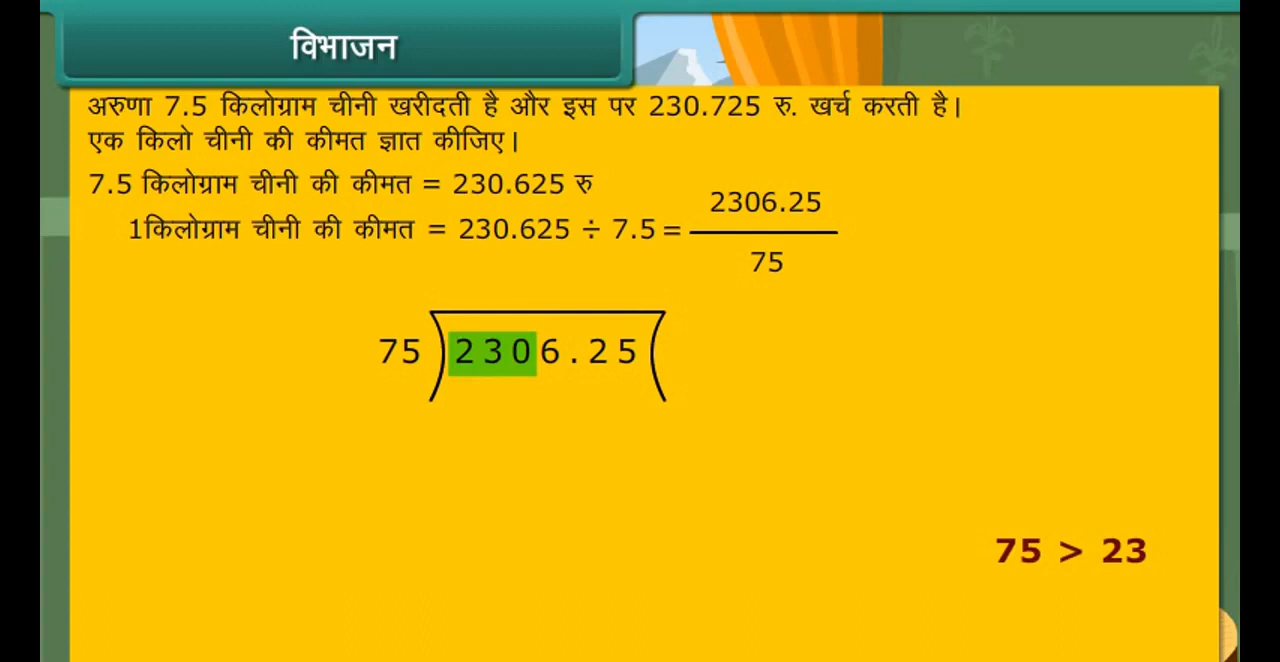 विभाजन
अरुणा 7.5 किलोग्राम चीनी खरीदती है और इस पर 230.725 रु. खर्च करती है।
एक किलो चीनी की कीमत ज्ञात कीजिए।
7.5 किलोग्राम चीनी की कीमत = 230.625 रु
2306.25
1किलोग्राम चीनी की कीमत = 230.625 ÷ 7.5 =
75
75 2306.25
75 > 23